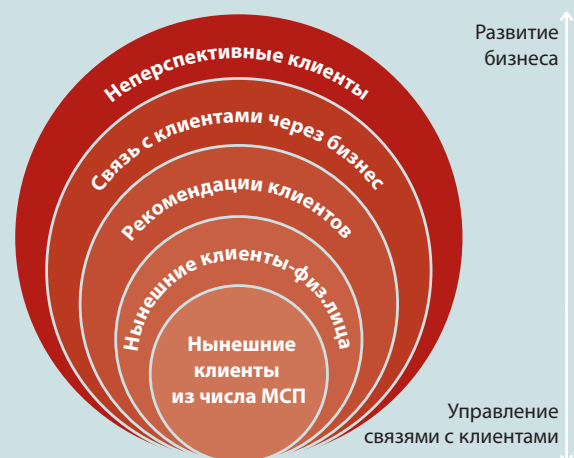 Развитие
бизнеса
Неперспективные клиенты
Связь с клиентами через бизнес
Рекомендации клиентов
Нынешние клиенты-физ.лица
Нынешние
клиенты
из числа МСП
Управление
связями с клиентами